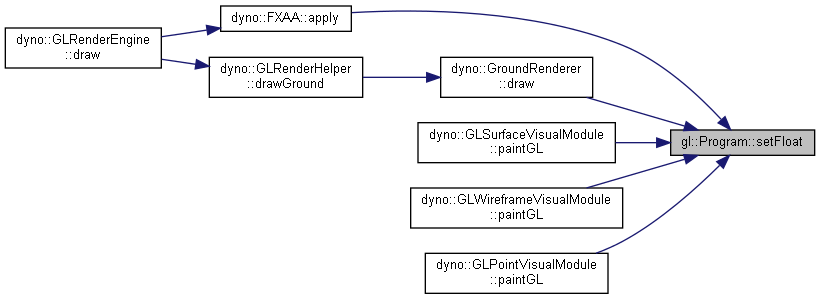 dyno::FXAA::apply
dyno::GLRenderEngine
::draw
dyno::GLRenderHelper
::drawGround
dyno::GroundRenderer
::draw
dyno::GLSurfaceVisualModule
::paintGL
gl::Program::setFloat
dyno::GLWireframeVisualModule
::paintGL
dyno::GLPointVisualModule
::paintGL